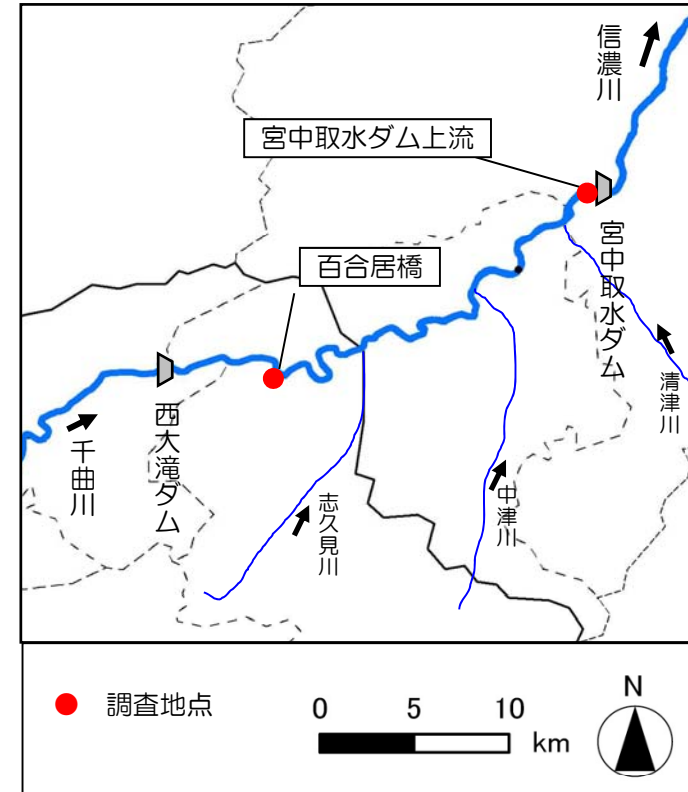 信濃川
宮中取水ダム上流
百合居橋
宮中取水ダム
清津川
西大滝ダム
千曲川
志久見川
中津川
調査地点
0 5 10
km
N